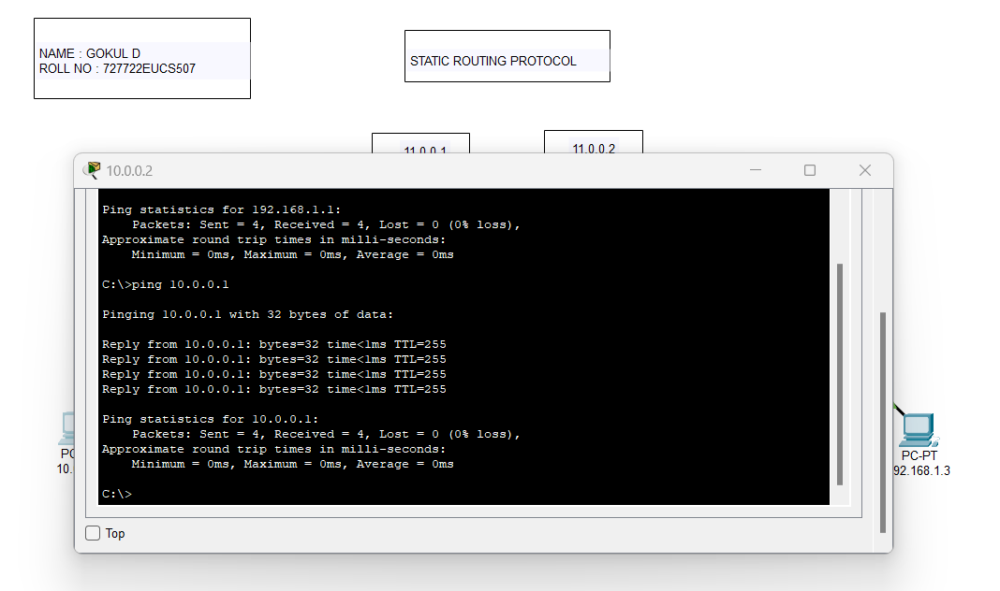 NAME : GOKUL D
ROLL NO : 727722EUCS507
STATIC ROUTING PROTOCOL
11.0.0.1
11.0.0.2
10.0.0.2
Ping statistics for 192.168.1.1:
Packets: Sent = 4, Received = 4, Lost = 0 (0% loss),
Approximate round trip times in milli-seconds:
Minimum = 0ms, Maximum = 0ms, Average = 0ms
C:\>ping 10.0.0.1
Pinging 10.0.0.1 with 32 bytes of data:
Reply from 10.0.0.1: bytes=32 time<1ms TTL=255
Reply from 10.0.0.1: bytes=32 time<1ms TTL=255
Reply from 10.0.0.1: bytes=32 time<1ms TTL=255
Reply from 10.0.0.1: bytes=32 time<1ms TTL=255
Ping statistics for 10.0.0.1:
Packets: Sent = 4, Received = 4, Lost = 0 (0% loss),
Approximate round trip times in milli-seconds:
Minimum = 0ms, Maximum = 0ms, Average = 0ms
C:\>
PC
10.
PC-PT
92.168.1.3
Top